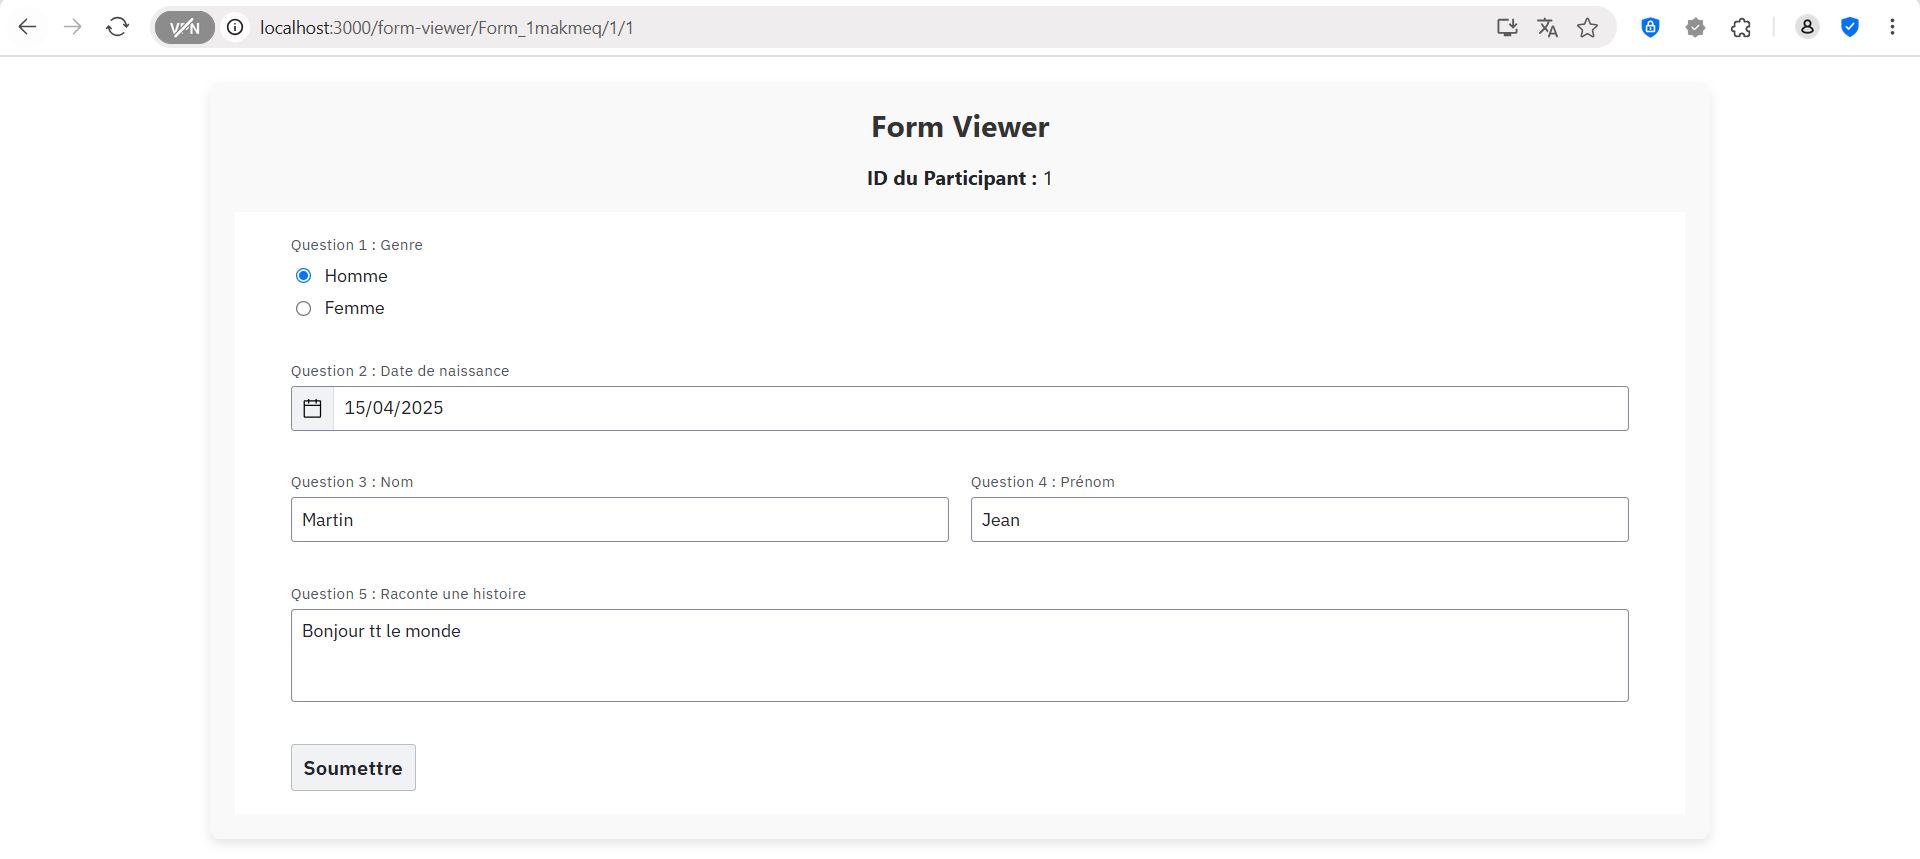 VPN
localhost:3000/form-viewer/Form_1makmeq/1/1
Form Viewer
ID du Participant : 1
Question 1 : Genre
Homme
Femme
Question 2 : Date de naissance
15/04/2025
Question 3 : Nom
Question 4 : Prénom
Martin
Jean
Question 5 : Raconte une histoire
Bonjour tt le monde
Soumettre